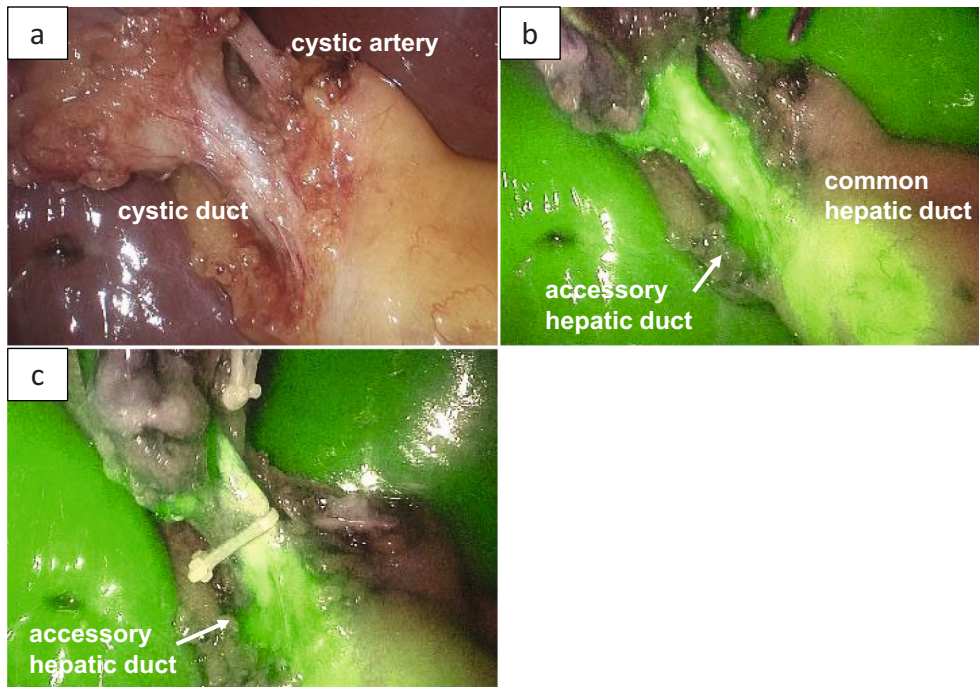 a
cystic artery
cystic duct
b
common
hepatic duct
accessory
hepatic duct
c
accessory
hepatic duct